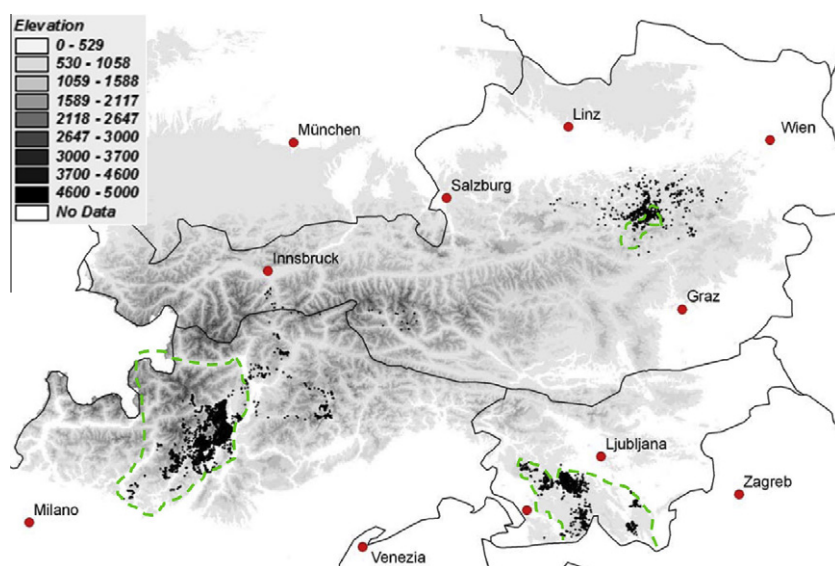 Elevation
0 - 529
530 - 1058
1059 - 1588
1589 - 2117
2118 - 2647
2647 - 3000
3000 - 3700
3700 - 4600
4600 - 5000
No Data
München
Linz
Wien
Salzburg
Innsbruck
Graz
Ljubljana
Zagreb
Milano
Venezia